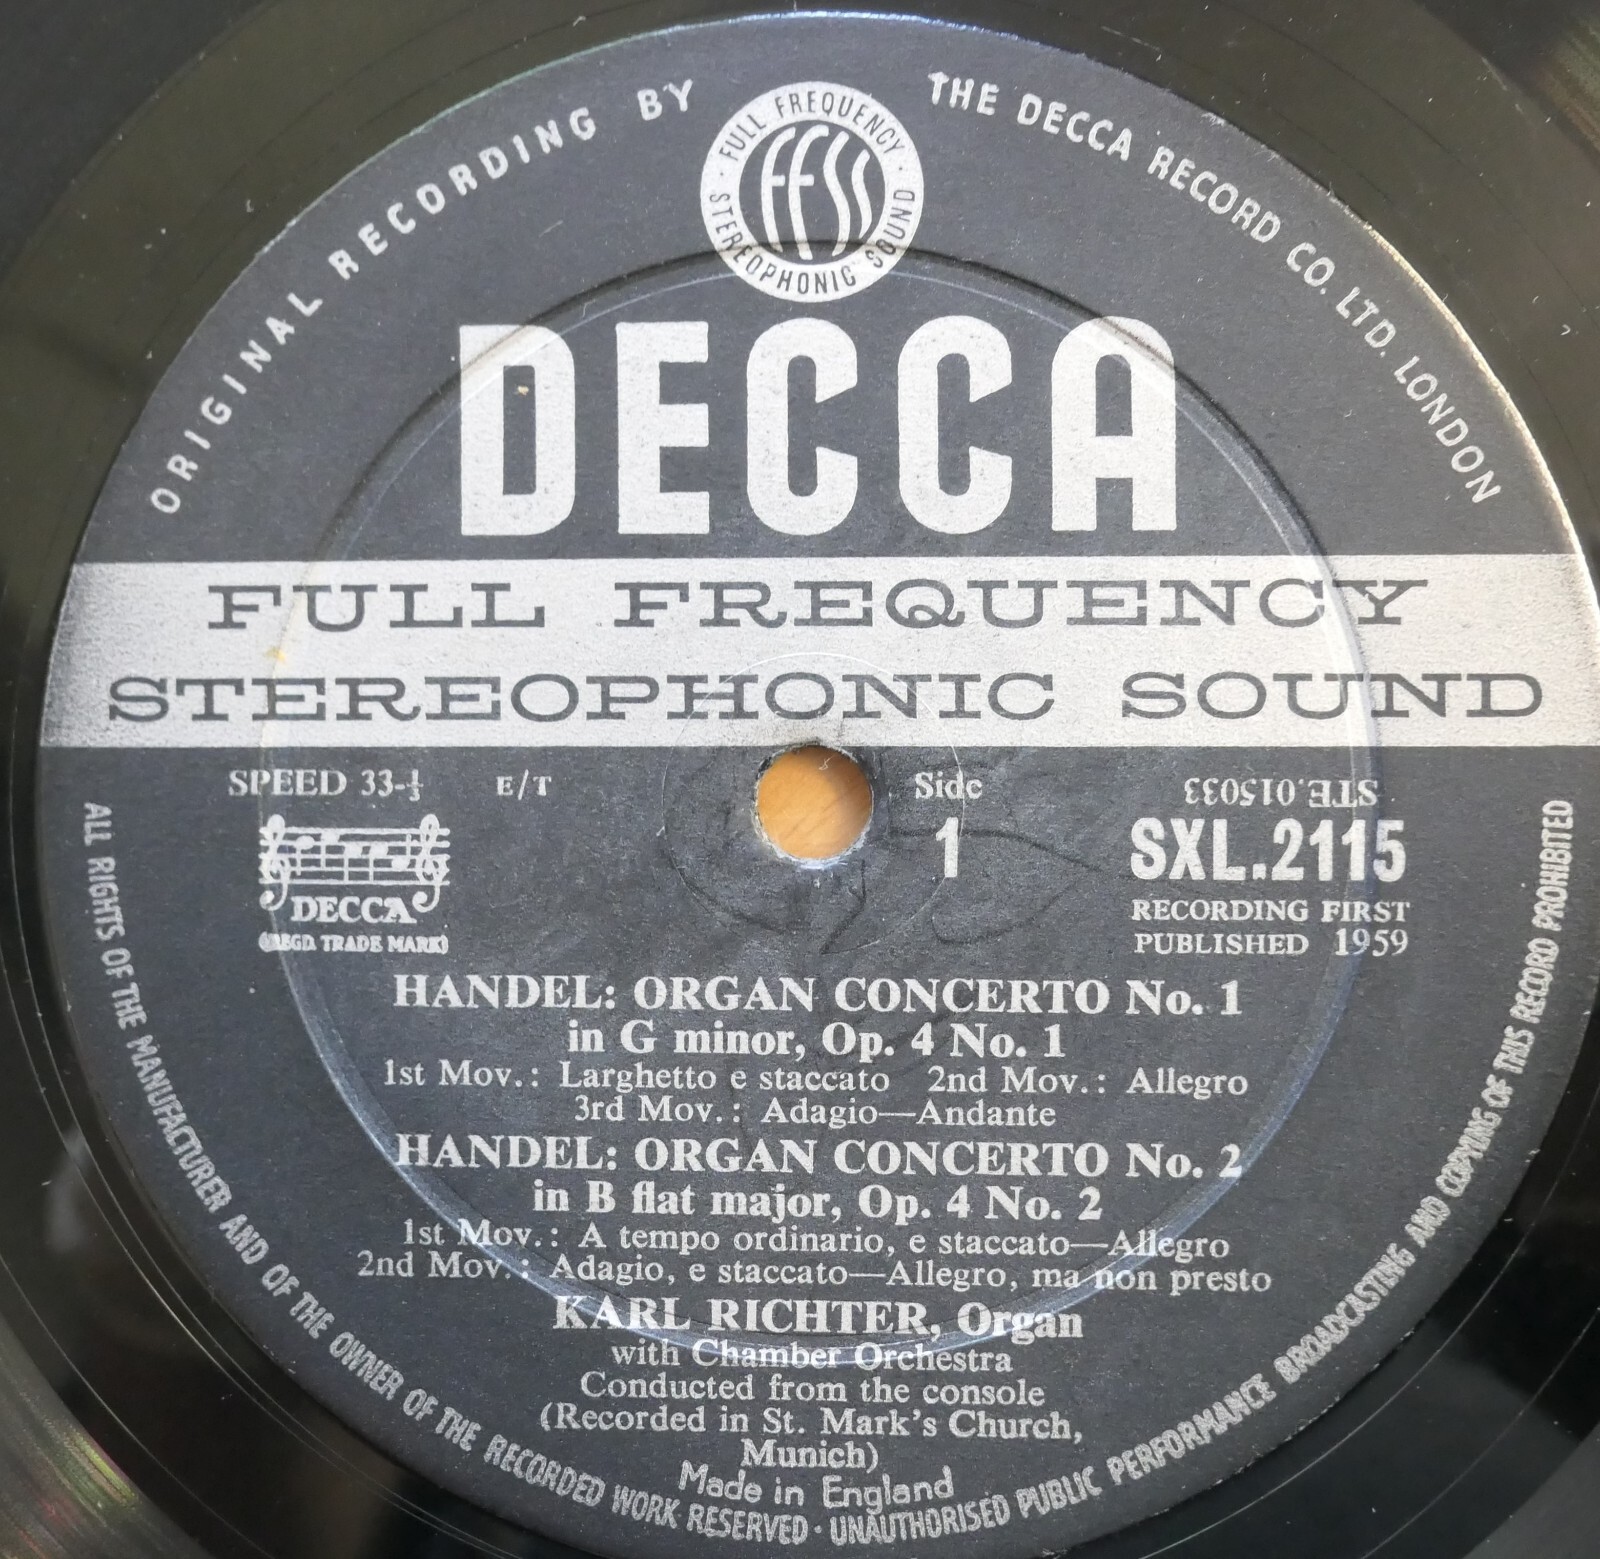 ORIGINAL RECORDING BY THE DECCA RECORD CO. LTD. LONDON
FULL FREQUENCY
FFSS
STEREOPHONIC SOUND
DECCA
FULL FREQUENCY
STEREOPHONIC SOUND
SPEED 33-⅓ E/T Side STE.015033
1 SXL.2115
DECCA
(REGD. TRADE MARK)
RECORDING FIRST
PUBLISHED 1959
HANDEL: ORGAN CONCERTO No. 1
in G minor, Op. 4 No. 1
1st Mov.: Larghetto e staccato 2nd Mov.: Allegro
3rd Mov.: Adagio—Andante
HANDEL: ORGAN CONCERTO No. 2
in B flat major, Op. 4 No. 2
1st Mov.: A tempo ordinario, e staccato—Allegro
2nd Mov.: Adagio, e staccato—Allegro, ma non presto
KARL RICHTER, Organ
with Chamber Orchestra
Conducted from the console
(Recorded in St. Mark's Church,
Munich)
Made in England
ALL RIGHTS OF THE MANUFACTURER AND OF THE OWNER OF THE RECORDED WORK RESERVED · UNAUTHORISED PUBLIC PERFORMANCE BROADCASTING AND COPYING OF THIS RECORD PROHIBITED